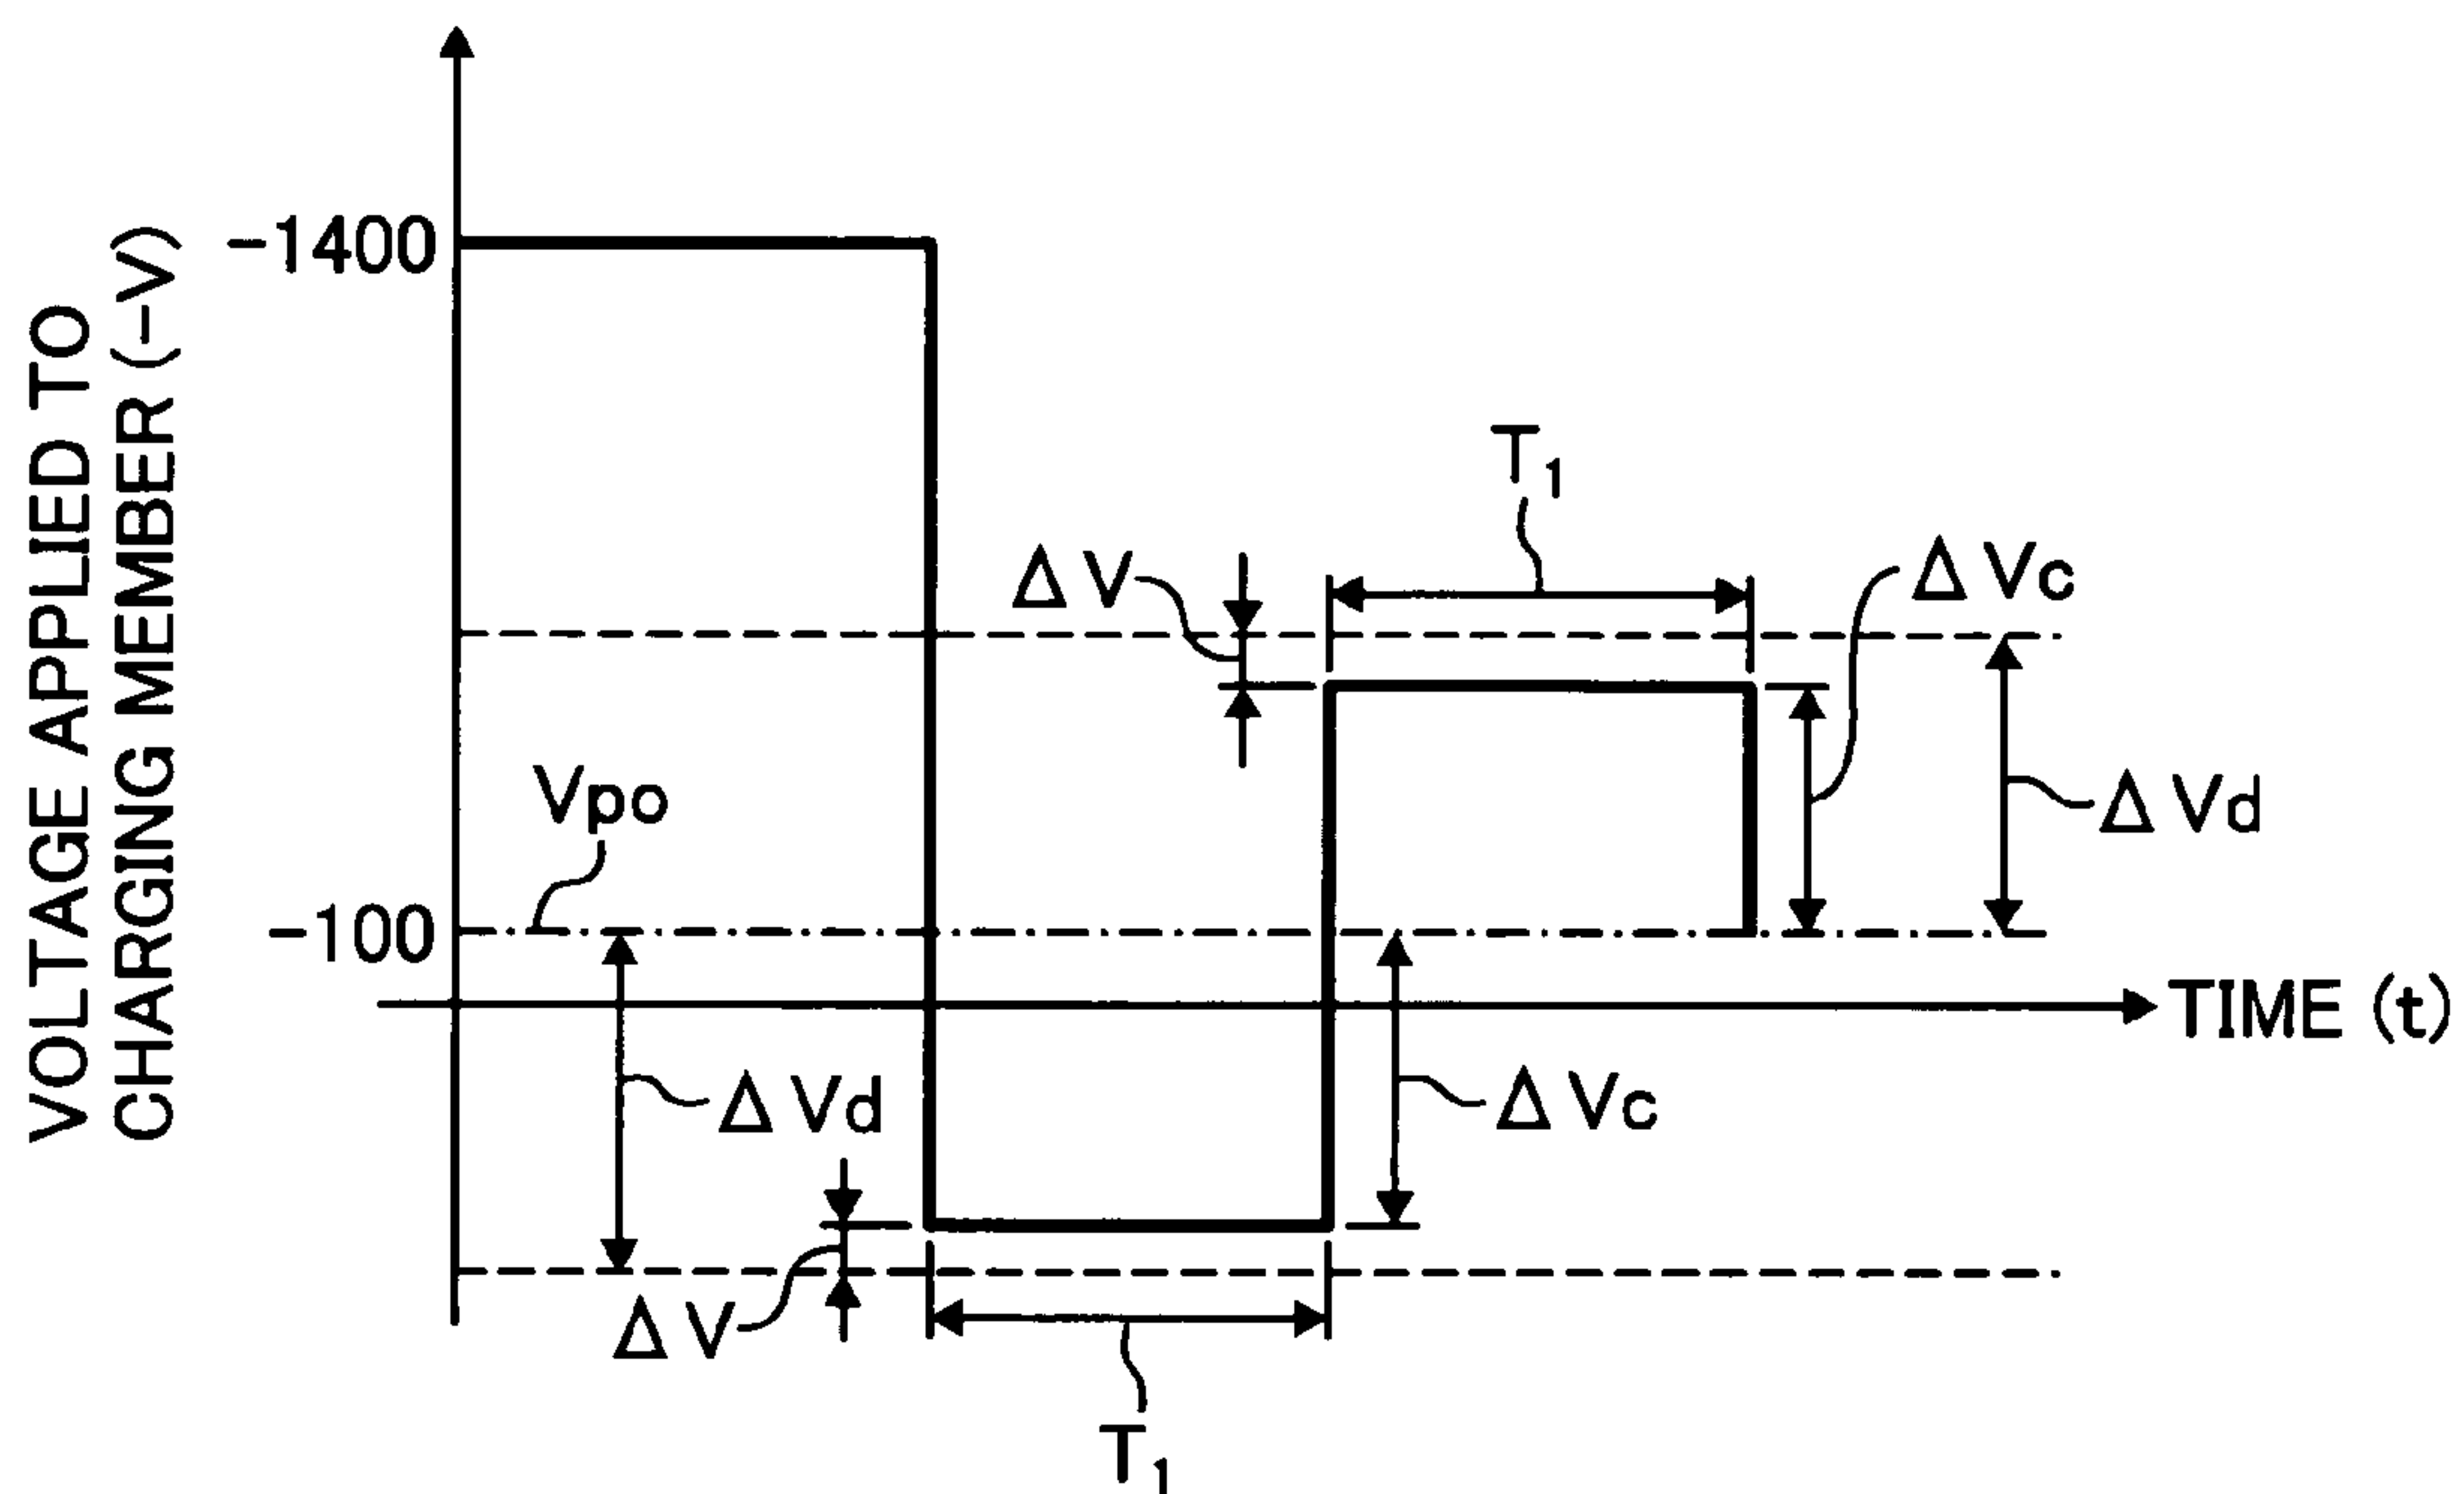 VOLTAGE APPLIED TO
CHARGING MEMBER (-V)
-1400
T1
ΔV
ΔVc
Vpo
ΔVd
-100
TIME (t)
ΔVd
ΔVc
ΔV
T1